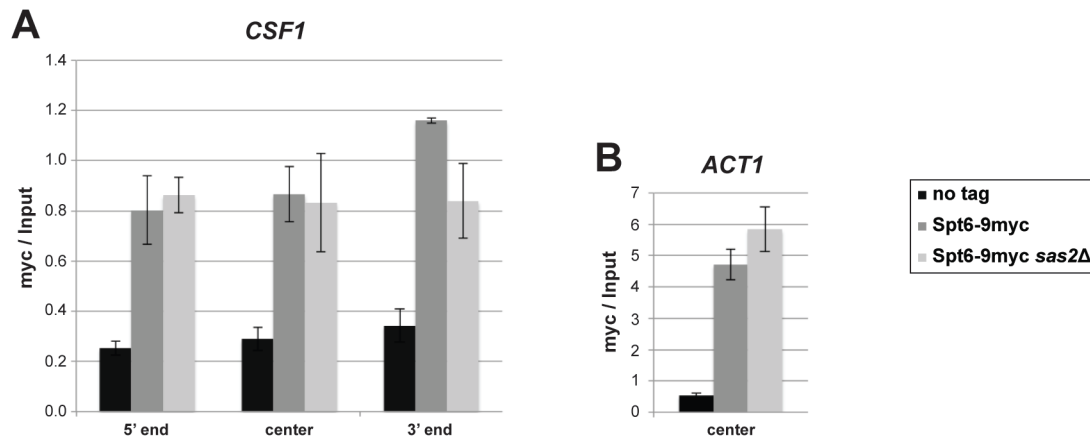 A
CSF1
1.4
1.2
1.0
0.8
0.6
0.4
0.2
0.0
myc / Input
5' end
center
3' end
B
ACT1
7
6
5
4
3
2
1
0
myc / Input
center
no tag
Spt6-9myc
Spt6-9myc sas2Δ